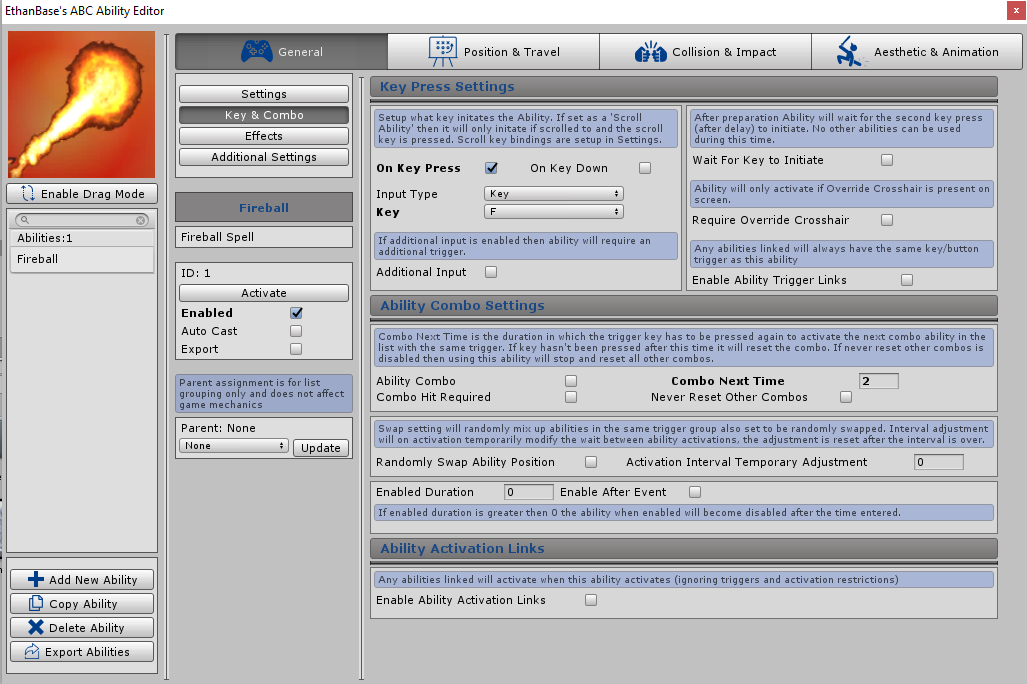 EthanBase's ABC Ability Editor
x
General
Position & Travel
Collision & Impact
Aesthetic & Animation
Enable Drag Mode
Abilities:1
Fireball
Add New Ability
Copy Ability
Delete Ability
Export Abilities
Settings
Key & Combo
Effects
Additional Settings
Fireball
Fireball Spell
ID: 1
Activate
Enabled
Auto Cast
Export
Parent assignment is for list
grouping only and does not affect
game mechanics
Parent: None
None
Update
Key Press Settings
Setup what key initates the Ability. If set as a 'Scroll
Ability' then it will only initate if scrolled to and the scroll
key is pressed. Scroll key bindings are setup in Settings.
On Key Press
On Key Down
Input Type
Key
Key
F
If additional input is enabled then ability will require an
additional trigger.
Additional Input
After preparation Ability will wait for the second key press
(after delay) to initiate. No other abilities can be used
during this time.
Wait For Key to Initiate
Ability will only activate if Override Crosshair is present on
screen.
Require Override Crosshair
Any abilities linked will always have the same key/button
trigger as this ability
Enable Ability Trigger Links
Ability Combo Settings
Combo Next Time is the duration in which the trigger key has to be pressed again to activate the next combo ability in the
list with the same trigger. If key hasn't been pressed after this time it will reset the combo. If never reset other combos is
disabled then using this ability will stop and reset all other combos.
Ability Combo
Combo Next Time
2
Combo Hit Required
Never Reset Other Combos
Swap setting will randomly mix up abilities in the same trigger group also set to be randomly swapped. Interval adjustment
will on activation temporarily modify the wait between ability activations, the adjustment is reset after the interval is over.
Randomly Swap Ability Position
Activation Interval Temporary Adjustment
0
Enabled Duration
0
Enable After Event
If enabled duration is greater then 0 the ability when enabled will become disabled after the time entered.
Ability Activation Links
Any abilities linked will activate when this ability activates (ignoring triggers and activation restrictions)
Enable Ability Activation Links